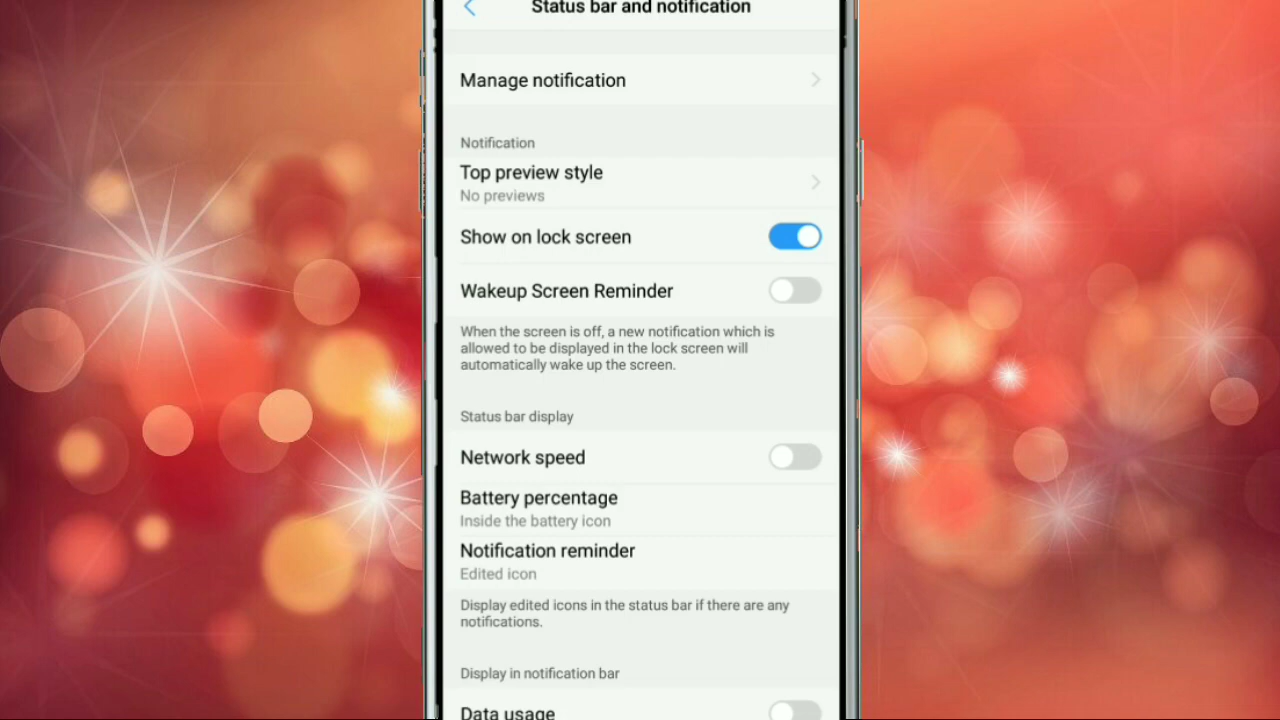 Status bar and notification
Manage notification
Notification
Top preview style
No previews
Show on lock screen
Wakeup Screen Reminder
When the screen is off, a new notification which is
allowed to be displayed in the lock screen will
automatically wake up the screen.
Status bar display
Network speed
Battery percentage
Inside the battery icon
Notification reminder
Edited icon
Display edited icons in the status bar if there are any
notifications.
Display in notification bar
Data usage